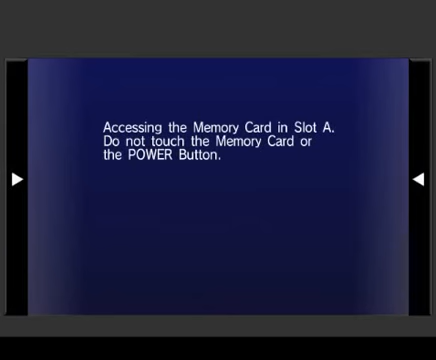 Accessing the Memory Card in Slot A.
Do not touch the Memory Card or
the POWER Button.